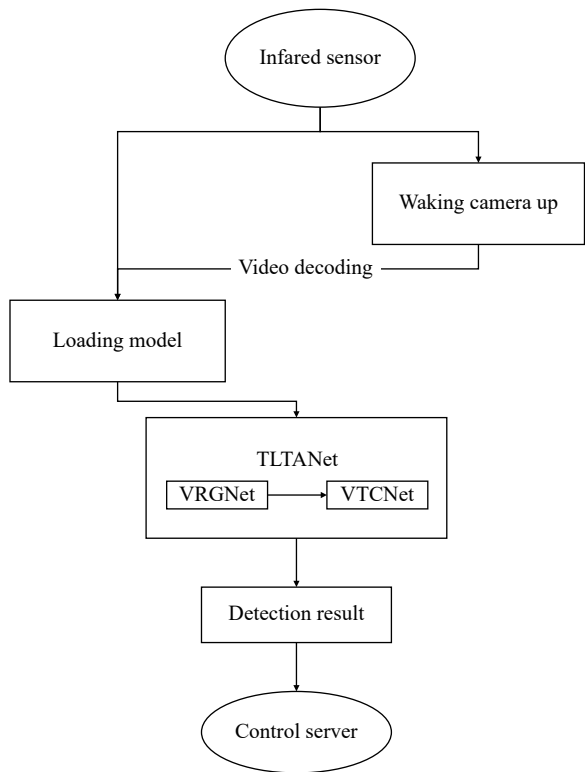 Infared sensor
Waking camera up
Video decoding
Loading model
TLTANet
VRGNet
VTCNet
Detection result
Control server